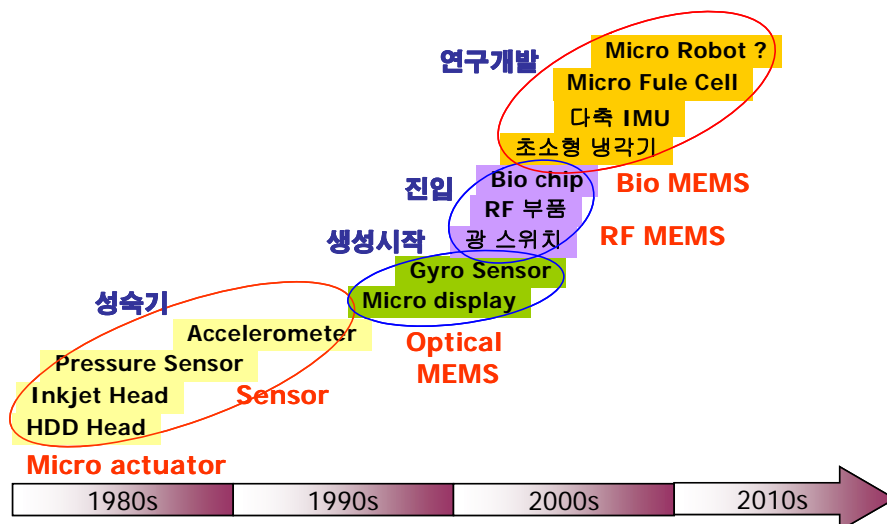 연구개발
Micro Robot ?
Micro Fule Cell
다축 IMU
초소형 냉각기
진입
Bio chip
Bio MEMS
RF 부품
RF MEMS
생성시작
광 스위치
Gyro Sensor
Micro display
성숙기
Accelerometer
Optical
MEMS
Pressure Sensor
Inkjet Head
Sensor
HDD Head
Micro actuator
1980s
1990s
2000s
2010s